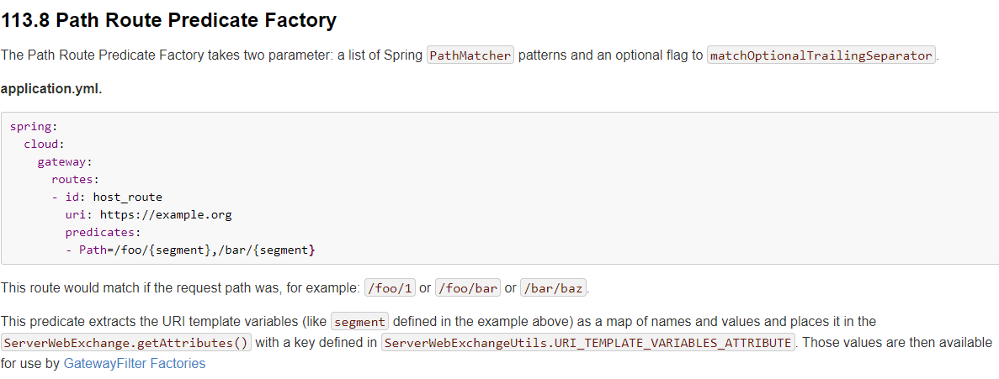 113.8 Path Route Predicate Factory
The Path Route Predicate Factory takes two parameter: a list of Spring PathMatcher patterns and an optional flag to matchOptionalTrailingSeparator.
application.yml.
spring:
  cloud:
    gateway:
      routes:
      - id: host_route
        uri: https://example.org
        predicates:
        - Path=/foo/{segment},/bar/{segment}
This route would match if the request path was, for example: /foo/1 or /foo/bar or /bar/baz.
This predicate extracts the URI template variables (like segment defined in the example above) as a map of names and values and places it in the
ServerWebExchange.getAttributes() with a key defined in ServerWebExchangeUtils.URI_TEMPLATE_VARIABLES_ATTRIBUTE. Those values are then available
for use by GatewayFilter Factories